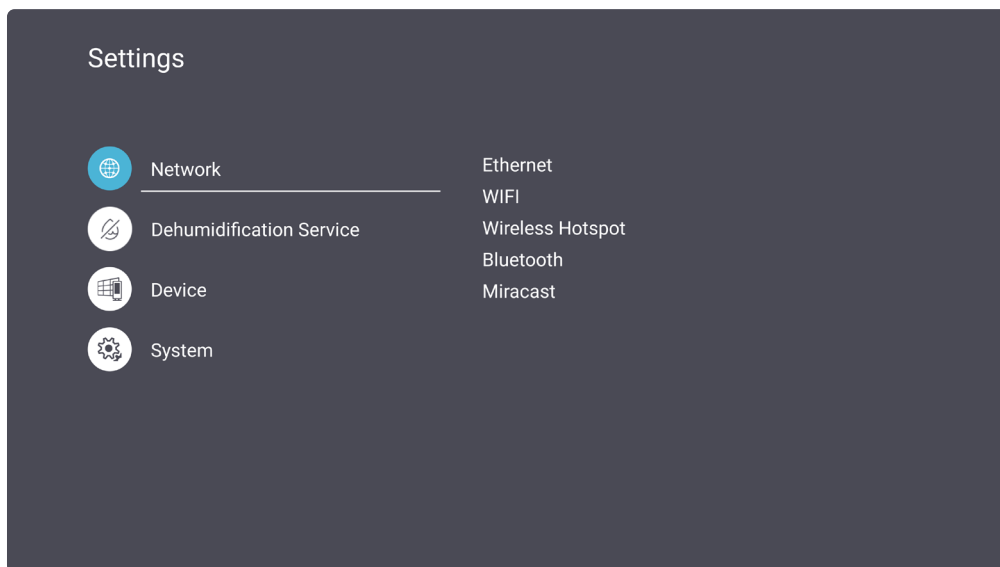 Settings
Network
Dehumidification Service
Device
System
Ethernet
WIFI
Wireless Hotspot
Bluetooth
Miracast